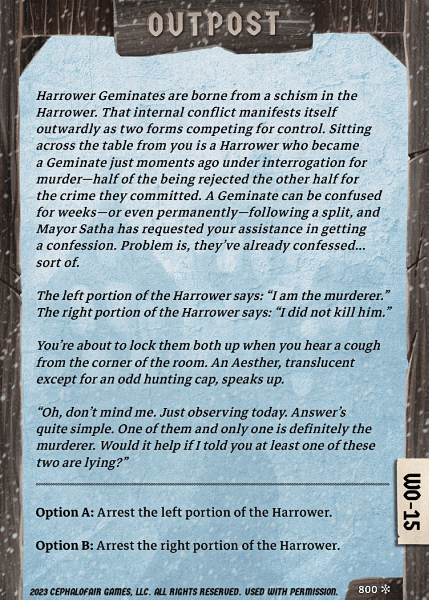 OUTPOST
Harrower Geminates are borne from a schism in the
Harrower. That internal conflict manifests itself
outwardly as two forms competing for control. Sitting
across the table from you is a Harrower who became
a Geminate just moments ago under interrogation for
murder—half of the being rejected the other half for
the crime they committed. A Geminate can be confused
for weeks—or even permanently—following a split, and
Mayor Satha has requested your assistance in getting
a confession. Problem is, they’ve already confessed...
sort of.
The left portion of the Harrower says: “I am the murderer.”
The right portion of the Harrower says: “I did not kill him.”
You’re about to lock them both up when you hear a cough
from the corner of the room. An Aesther, translucent
except for an odd hunting cap, speaks up.
“Oh, don’t mind me. Just observing today. Answer’s
quite simple. One of them and only one is definitely the
murderer. Would it help if I told you at least one of these
two are lying?”
Option A: Arrest the left portion of the Harrower.
Option B: Arrest the right portion of the Harrower.
WO-15
2023 CEPHALOFAIR GAMES, LLC. ALL RIGHTS RESERVED. USED WITH PERMISSION.
800